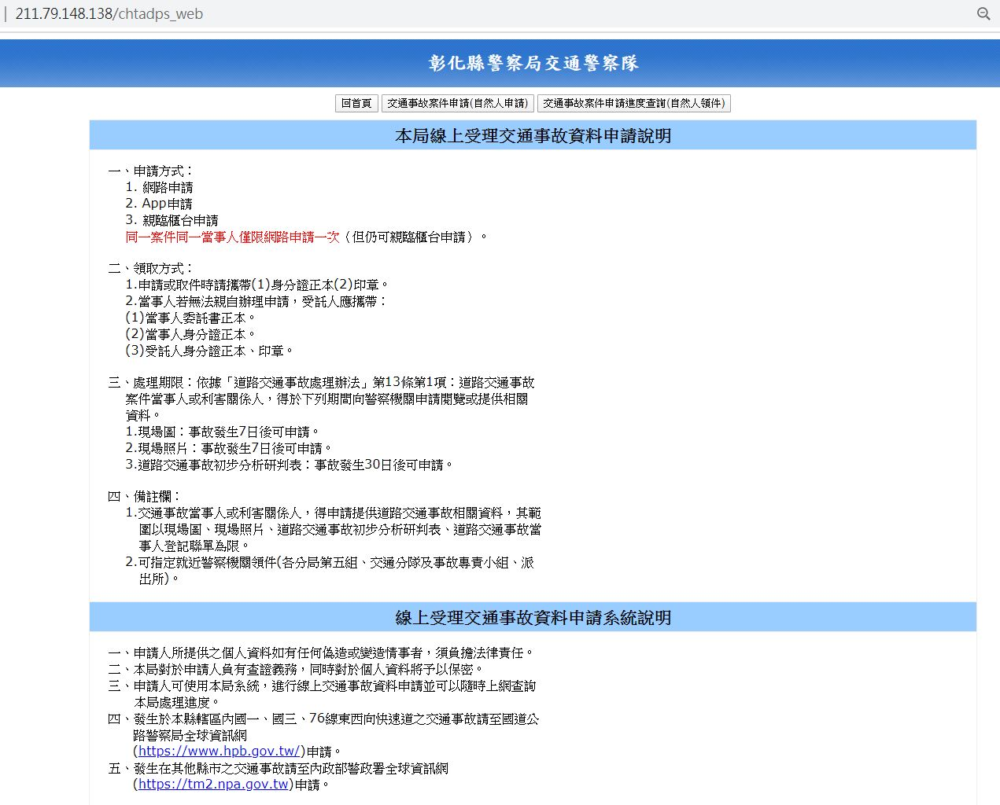 211.79.148.138/chtadps_web
彰化縣警察局交通警察隊
回首頁 交通事故案件申請(自然人申請) 交通事故案件申請進度查詢(自然人領件)
本局線上受理交通事故資料申請說明
一、申請方式：
1. 網路申請
2. App申請
3. 親臨櫃台申請
同一案件同一當事人僅限網路申請一次（但仍可親臨櫃台申請）。
二、領取方式：
1.申請或取件時請攜帶(1)身分證正本(2)印章。
2.當事人若無法親自辦理申請，受託人應攜帶：
(1)當事人委託書正本。
(2)當事人身分證正本。
(3)受託人身分證正本、印章。
三、處理期限：依據「道路交通事故處理辦法」第13條第1項：道路交通事故
案件當事人或利害關係人，得於下列期間向警察機關申請閱覽或提供相關
資料。
1.現場圖：事故發生7日後可申請。
2.現場照片：事故發生7日後可申請。
3.道路交通事故初步分析研判表：事故發生30日後可申請。
四、備註欄：
1.交通事故當事人或利害關係人，得申請提供道路交通事故相關資料，其範
圍以現場圖、現場照片、道路交通事故初步分析研判表、道路交通事故當
事人登記聯單為限。
2.可指定就近警察機關領件(各分局第五組、交通分隊及事故專責小組、派
出所)。
線上受理交通事故資料申請系統說明
一、申請人所提供之個人資料如有任何偽造或變造情事者，須負擔法律責任。
二、本局對於申請人負有查證義務，同時對於個人資料將予以保密。
三、申請人可使用本局系統，進行線上交通事故資料申請並可以隨時上網查詢
本局處理進度。
四、發生於本縣轄區內國一、國三、76線東西向快速道之交通事故請至國道公
路警察局全球資訊網
(https://www.hpb.gov.tw/)申請。
五、發生在其他縣市之交通事故請至內政部警政署全球資訊網
(https://tm2.npa.gov.tw)申請。